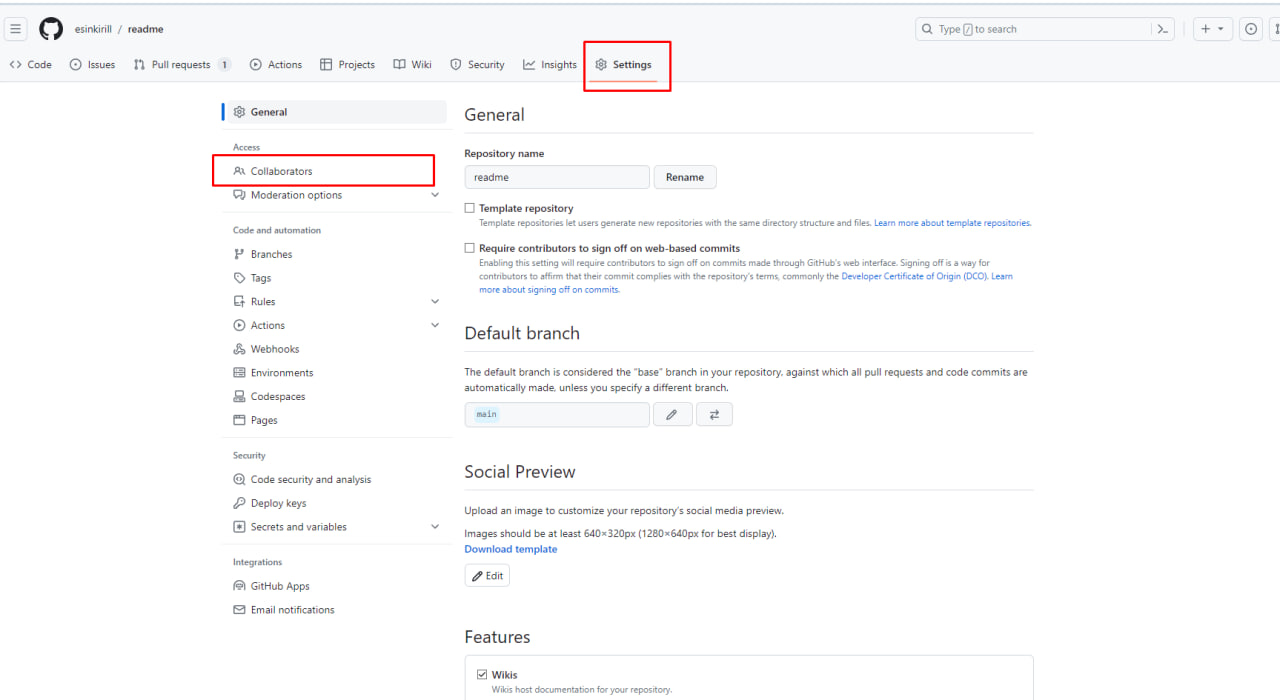 esinkirill / readme
Type / to search
Code Issues Pull requests 1 Actions Projects Wiki Security Insights Settings
General
Access
Collaborators
Moderation options
Code and automation
Branches
Tags
Rules
Actions
Webhooks
Environments
Codespaces
Pages
Security
Code security and analysis
Deploy keys
Secrets and variables
Integrations
GitHub Apps
Email notifications
General
Repository name
readme Rename
Template repository
Template repositories let users generate new repositories with the same directory structure and files. Learn more about template repositories.
Require contributors to sign off on web-based commits
Enabling this setting will require contributors to sign off on commits made through GitHub's web interface. Signing off is a way for
contributors to affirm that their commit complies with the repository's terms, commonly the Developer Certificate of Origin (DCO). Learn
more about signing off on commits.
Default branch
The default branch is considered the "base" branch in your repository, against which all pull requests and code commits are
automatically made, unless you specify a different branch.
main
Social Preview
Upload an image to customize your repository's social media preview.
Images should be at least 640×320px (1280×640px for best display).
Download template
Edit
Features
Wikis
Wikis host documentation for your repository.